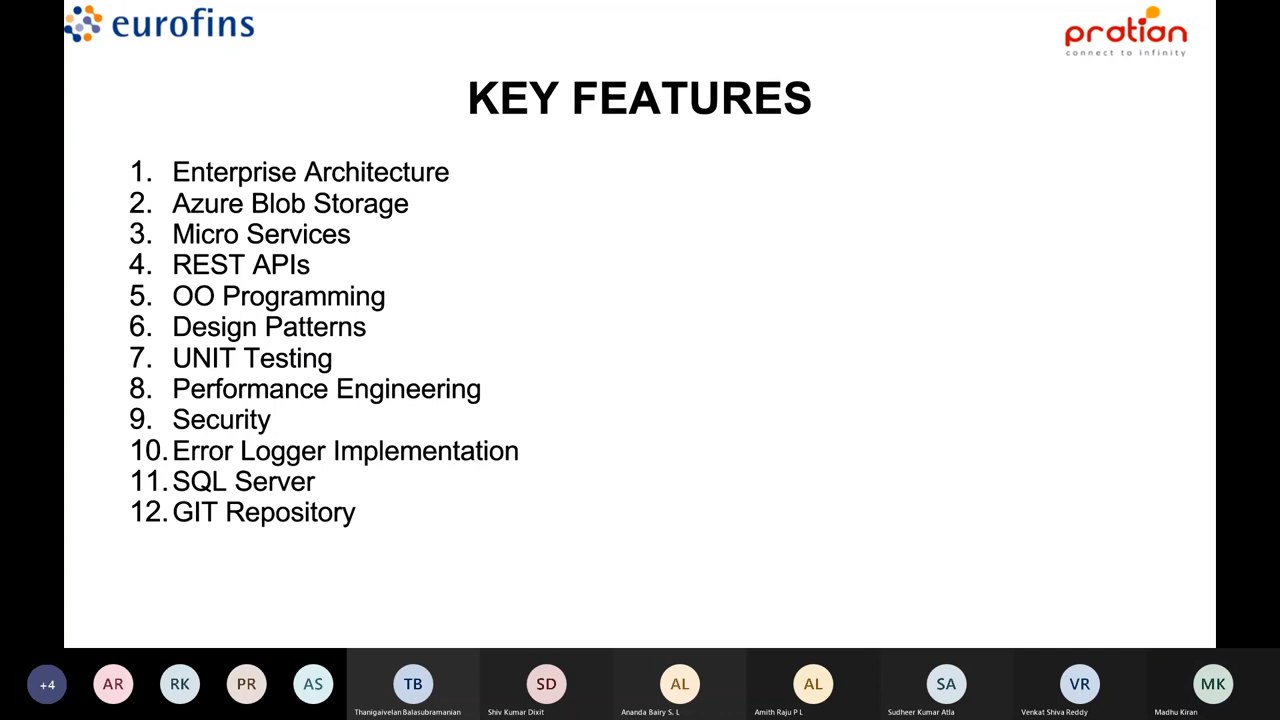 eurofins
pratian
connect to infinity
KEY FEATURES
1. Enterprise Architecture
2. Azure Blob Storage
3. Micro Services
4. REST APIs
5. OO Programming
6. Design Patterns
7. UNIT Testing
8. Performance Engineering
9. Security
10. Error Logger Implementation
11. SQL Server
12. GIT Repository
+4 AR RK PR AS TB SD AL AL SA VR MK
Thanigaivelan Balasubramanian Shiv Kumar Dixit Ananda Bairy S. L Amith Raju P L Sudheer Kumar Atla Venkat Shiva Reddy Madhu Kiran